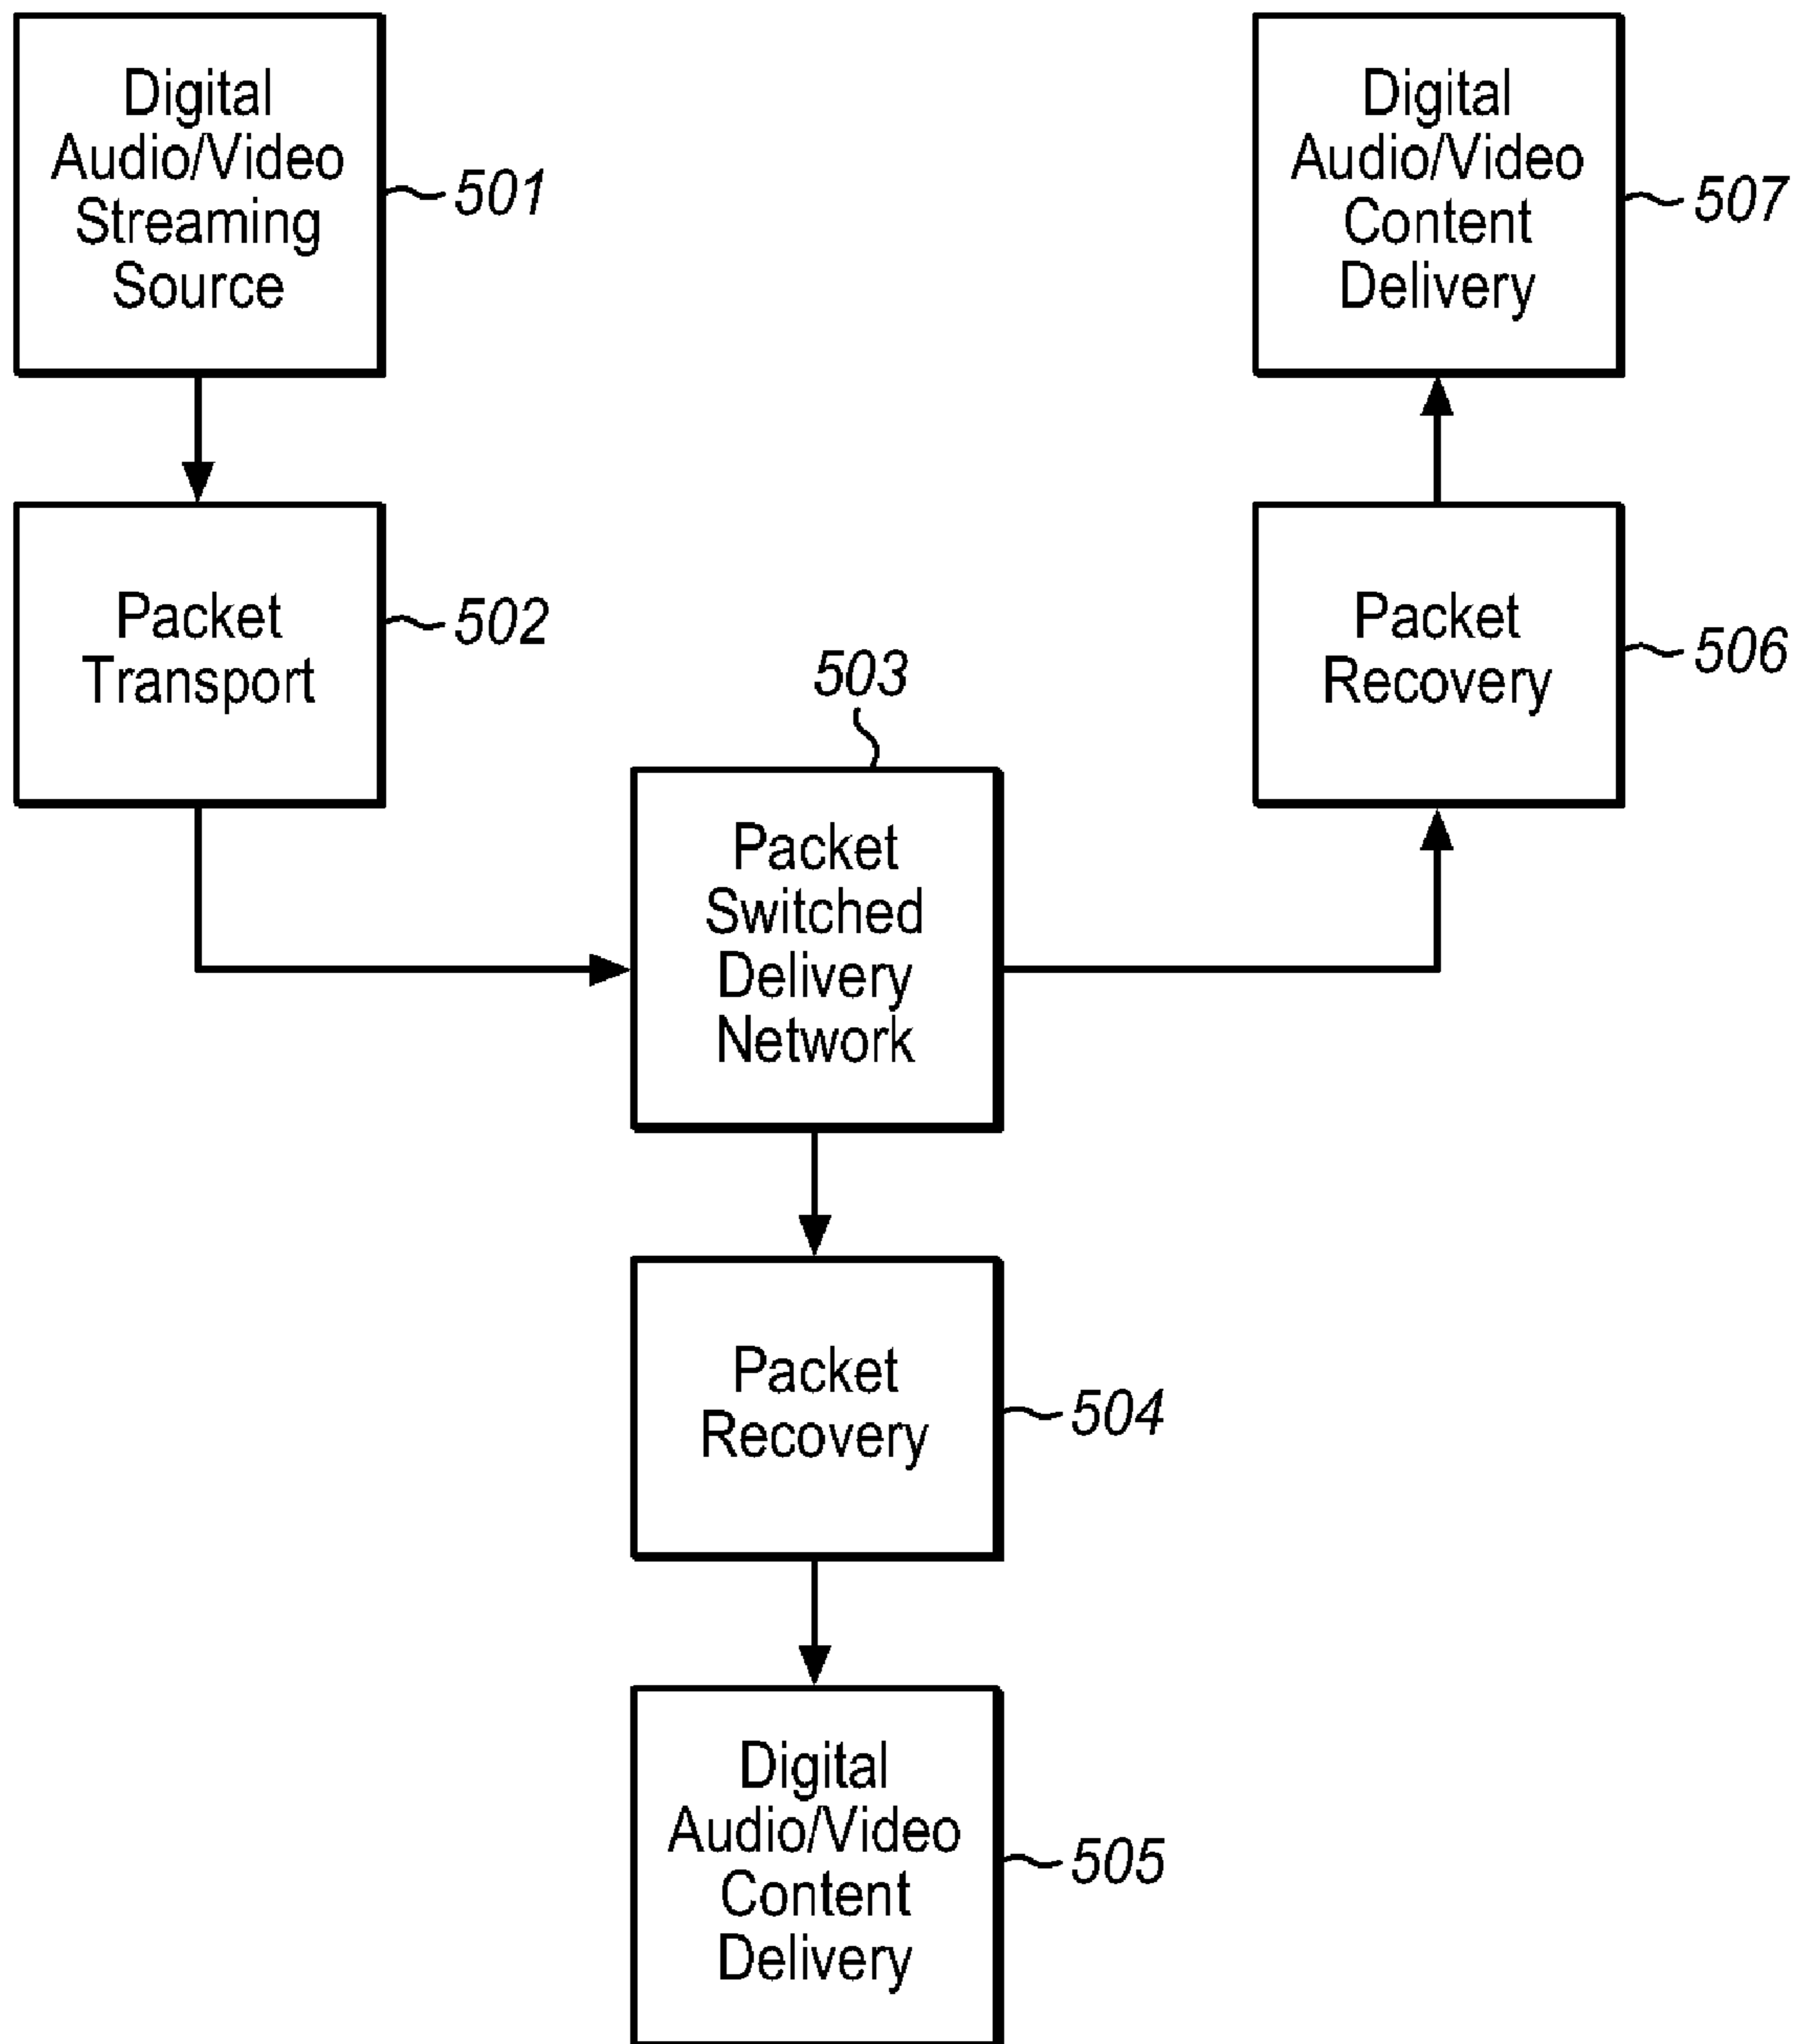 Digital
Audio/Video
Streaming
Source
501
Packet
Transport
502
503
Packet
Switched
Delivery
Network
Packet
Recovery
504
Digital
Audio/Video
Content
Delivery
505
Packet
Recovery
506
Digital
Audio/Video
Content
Delivery
507